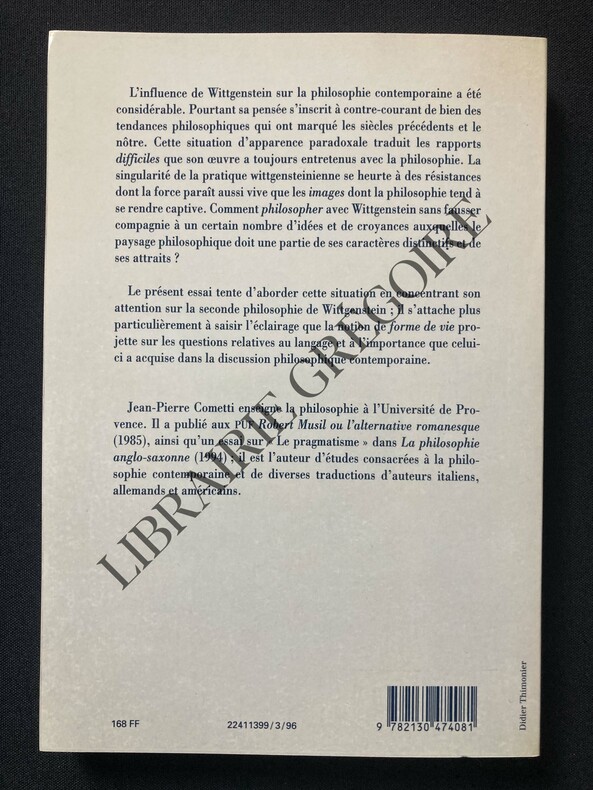 L'influence de Wittgenstein sur la philosophie contemporaine a été
considérable. Pourtant sa pensée s'inscrit à contre-courant de bien des
tendances philosophiques qui ont marqué les siècles précédents et le
nôtre. Cette situation d'apparence paradoxale traduit les rapports
difficiles que son œuvre a toujours entretenus avec la philosophie. La
singularité de la pratique wittgensteinienne se heurte à des résistances
dont la force paraît aussi vive que les images dont la philosophie tend à
se rendre captive. Comment philosopher avec Wittgenstein sans fausser
compagnie à un certain nombre d'idées et de croyances auxquelles le
paysage philosophique doit une partie de ses caractères distinctifs et de
ses attraits ?
Le présent essai tente d'aborder cette situation en concentrant son
attention sur la seconde philosophie de Wittgenstein ; il s'attache plus
particulièrement à saisir l'éclairage que la notion de forme de vie pro-
jette sur les questions relatives au langage et à l'importance que celui-
ci a acquise dans la discussion philosophique contemporaine.
Jean-Pierre Cometti enseigne la philosophie à l'Université de Pro-
vence. Il a publié aux PUF Robert Musil ou l'alternative romanesque
(1985), ainsi qu'un essai sur « Le pragmatisme » dans La philosophie
anglo-saxonne (1994) ; il est l'auteur d'études consacrées à la philo-
sophie contemporaine et de diverses traductions d'auteurs italiens,
allemands et américains.
LIBRAIRIE GRÉGOIRE
168 FF
22411399/3/96
9 782130 474081
Didier Thimonier